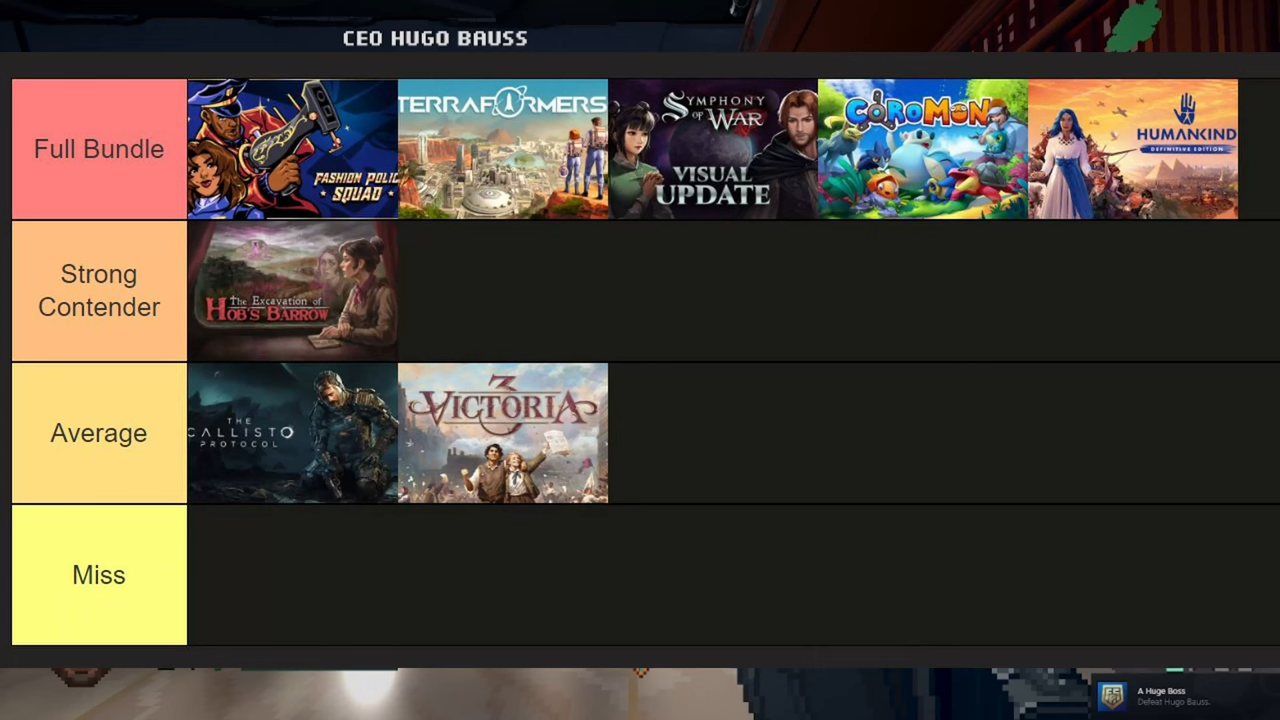 CEO HUGO BAUSS
Full Bundle
FASHION POLIC
SQUAD
TERRAFORMERS
SYMPHONY
OF WAR
VISUAL
UPDATE
COROMON
HUMANKIND
DEFINITIVE EDITION
Strong
Contender
The Excavation of
HOB'S BARROW
Average
THE
CALLISTO
PROTOCOL
3
VICTORIA
Miss
A Huge Boss
Defeat Hugo Bauss.